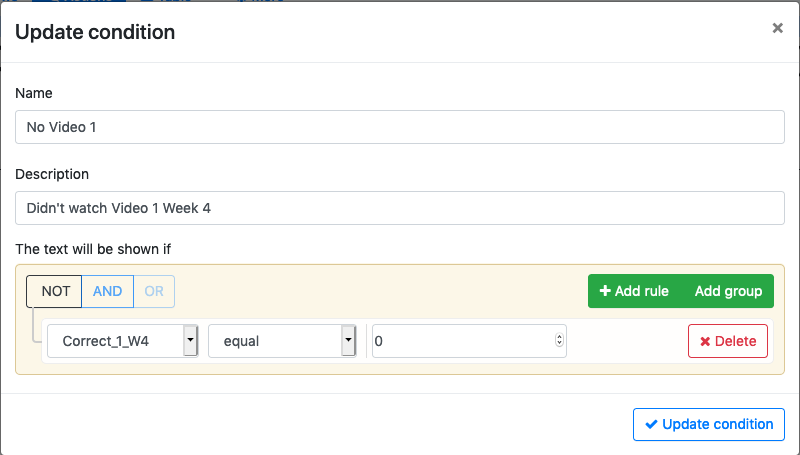 Update condition ×
Name
No Video 1
Description
Didn't watch Video 1 Week 4
The text will be shown if
NOT AND OR + Add rule Add group
Correct_1_W4 equal 0 Delete
Update condition